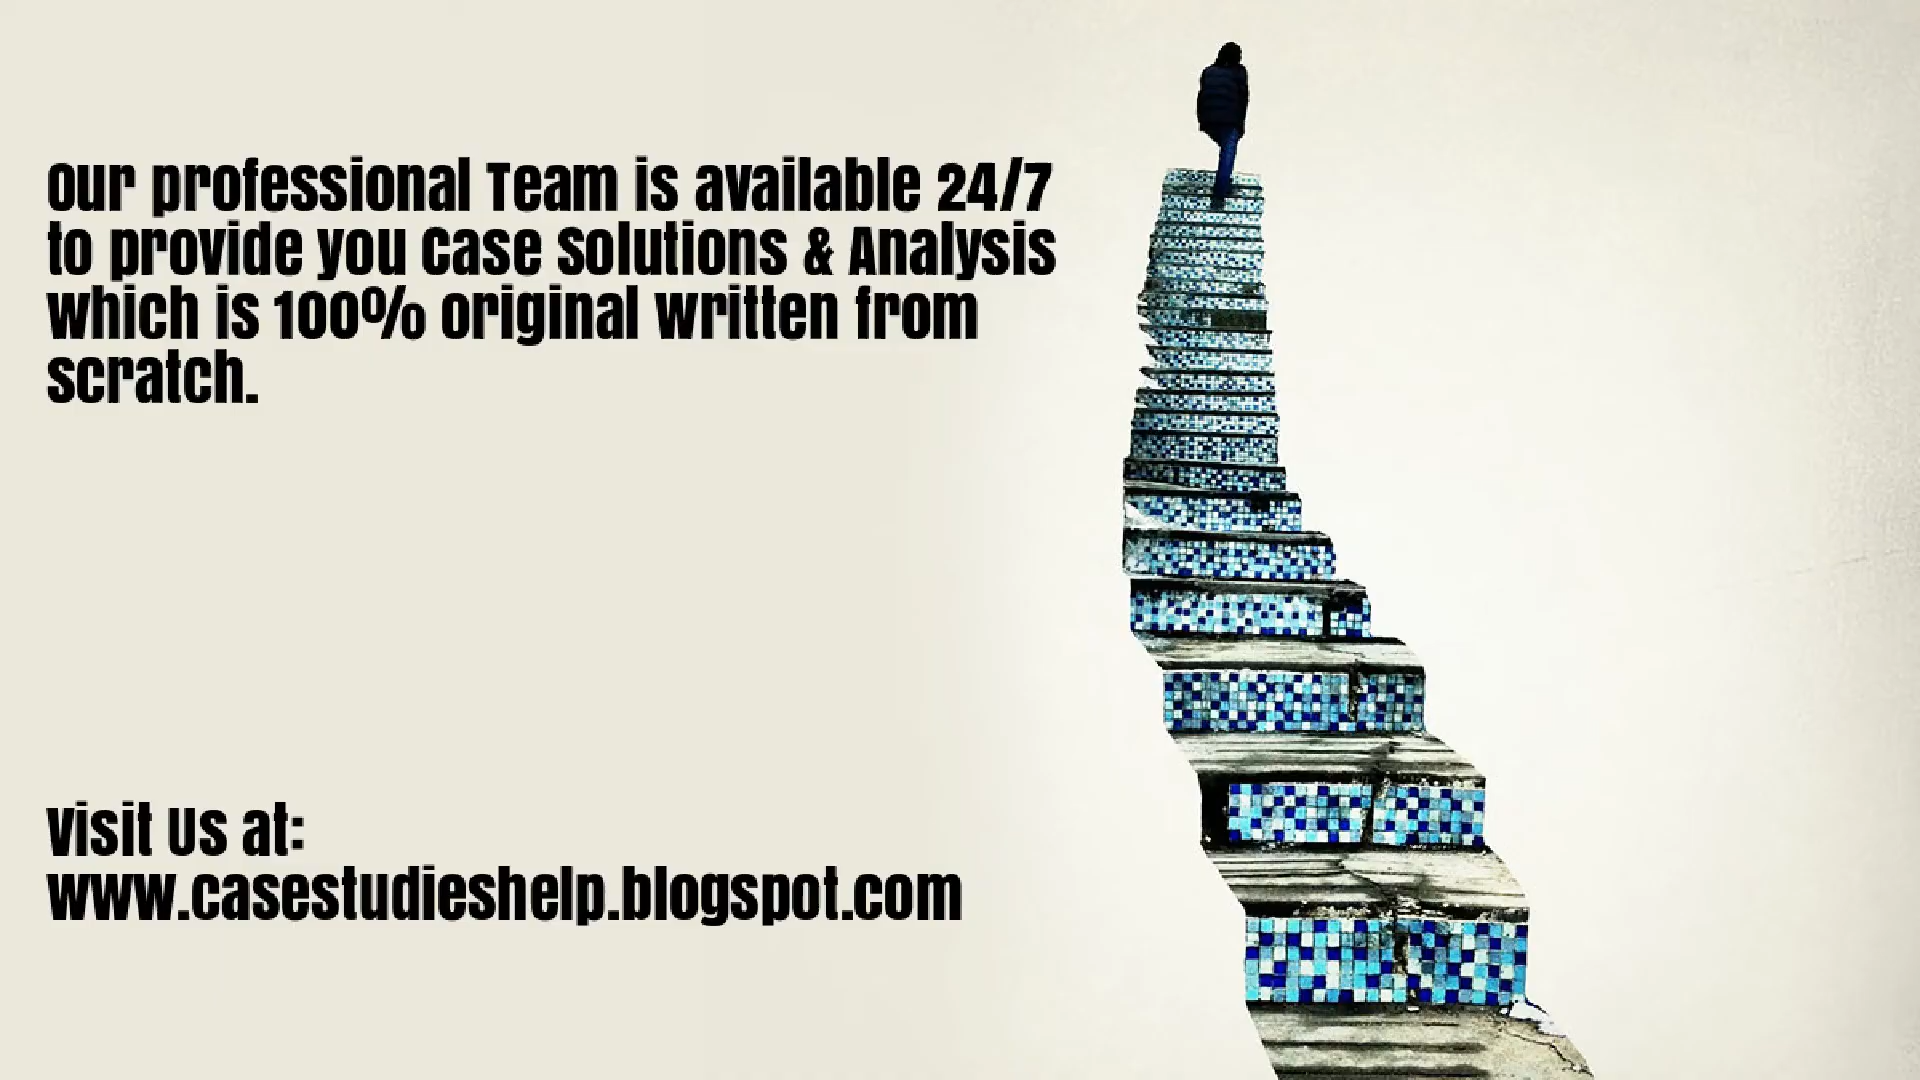 Our professional Team is available 24/7
to provide you Case Solutions & Analysis
which is 100% original written from
scratch.
Visit Us at:
www.casestudieshelp.blogspot.com